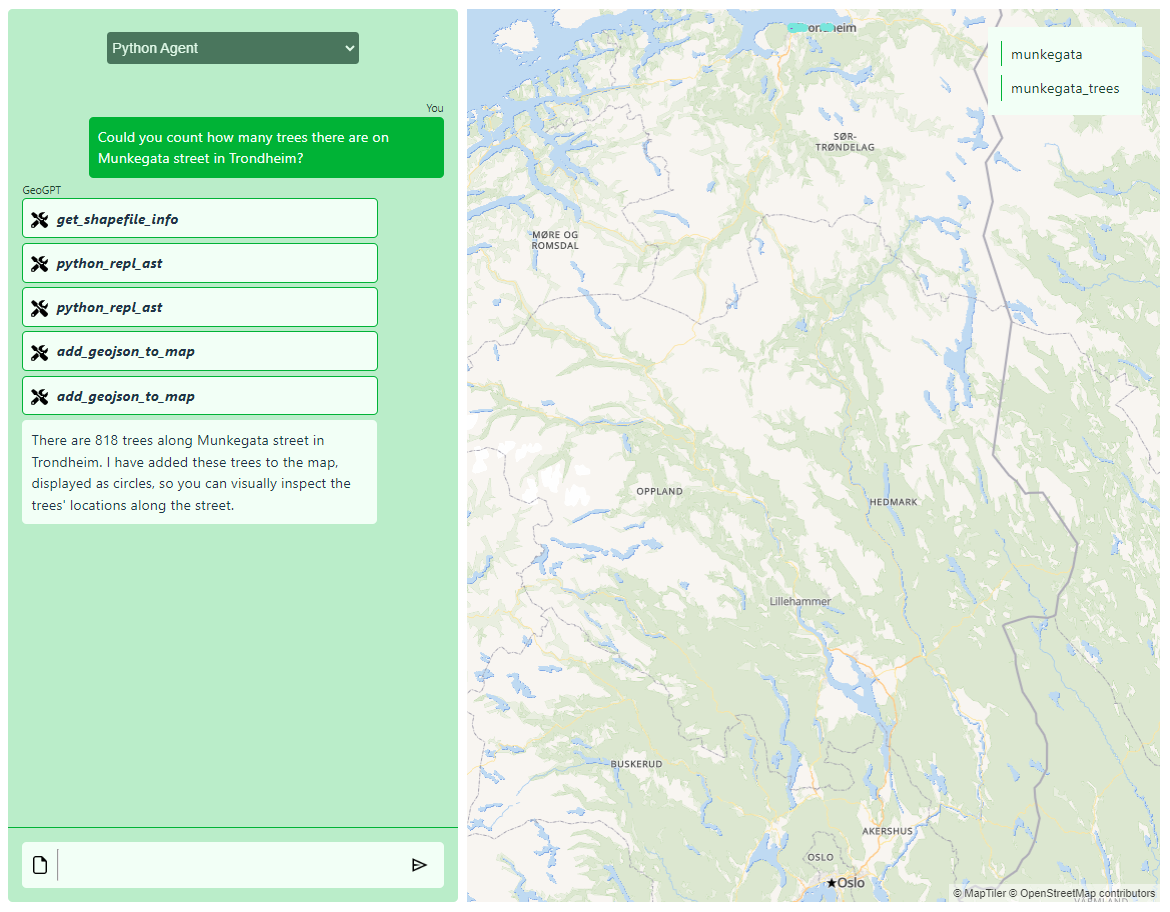 Python Agent
You
Could you count how many trees there are on
Munkegata street in Trondheim?
GeoGPT
get_shapefile_info
python_repl_ast
python_repl_ast
add_geojson_to_map
add_geojson_to_map
There are 818 trees along Munkegata street in
Trondheim. I have added these trees to the map,
displayed as circles, so you can visually inspect the
trees' locations along the street.
munkegata
munkegata_trees
SØR-
TRØNDELAG
MØRE OG
ROMSDAL
OPPLAND
HEDMARK
Lillehammer
BUSKERUD
AKERSHUS
OSLO
Oslo
© MapTiler © OpenStreetMap contributors